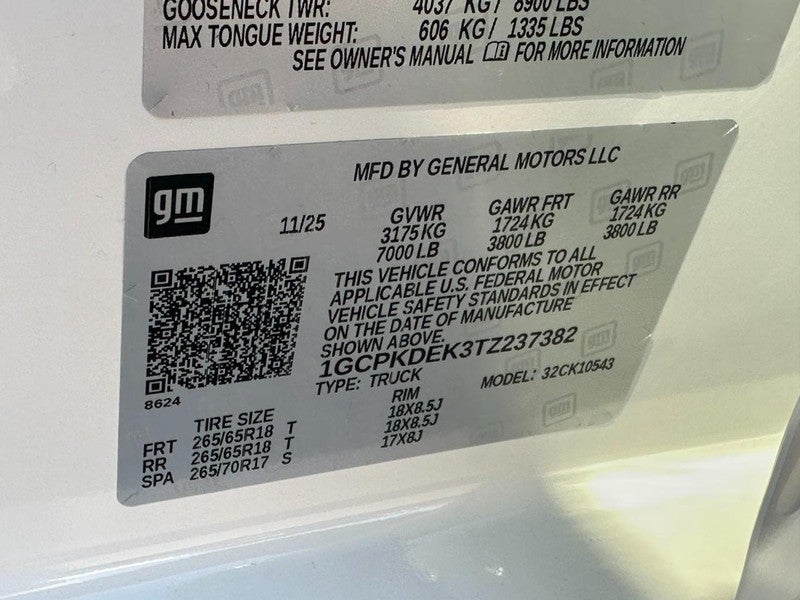 GOOSENECK TWR: 4037 KG / 8900 LBS
MAX TONGUE WEIGHT: 606 KG / 1335 LBS
SEE OWNER'S MANUAL FOR MORE INFORMATION
gm
MFD BY GENERAL MOTORS LLC
11/25
GVWR GAWR FRT GAWR RR
3175 KG 1724 KG 1724 KG
7000 LB 3800 LB 3800 LB
THIS VEHICLE CONFORMS TO ALL
APPLICABLE U.S. FEDERAL MOTOR
VEHICLE SAFETY STANDARDS IN EFFECT
ON THE DATE OF MANUFACTURE
SHOWN ABOVE.
1GCPKDEK3TZ237382
TYPE: TRUCK MODEL: 32CK10543
8624
TIRE SIZE RIM
FRT 265/65R18 T 18X8.5J
RR 265/65R18 T 18X8.5J
SPA 265/70R17 S 17X8J
gm